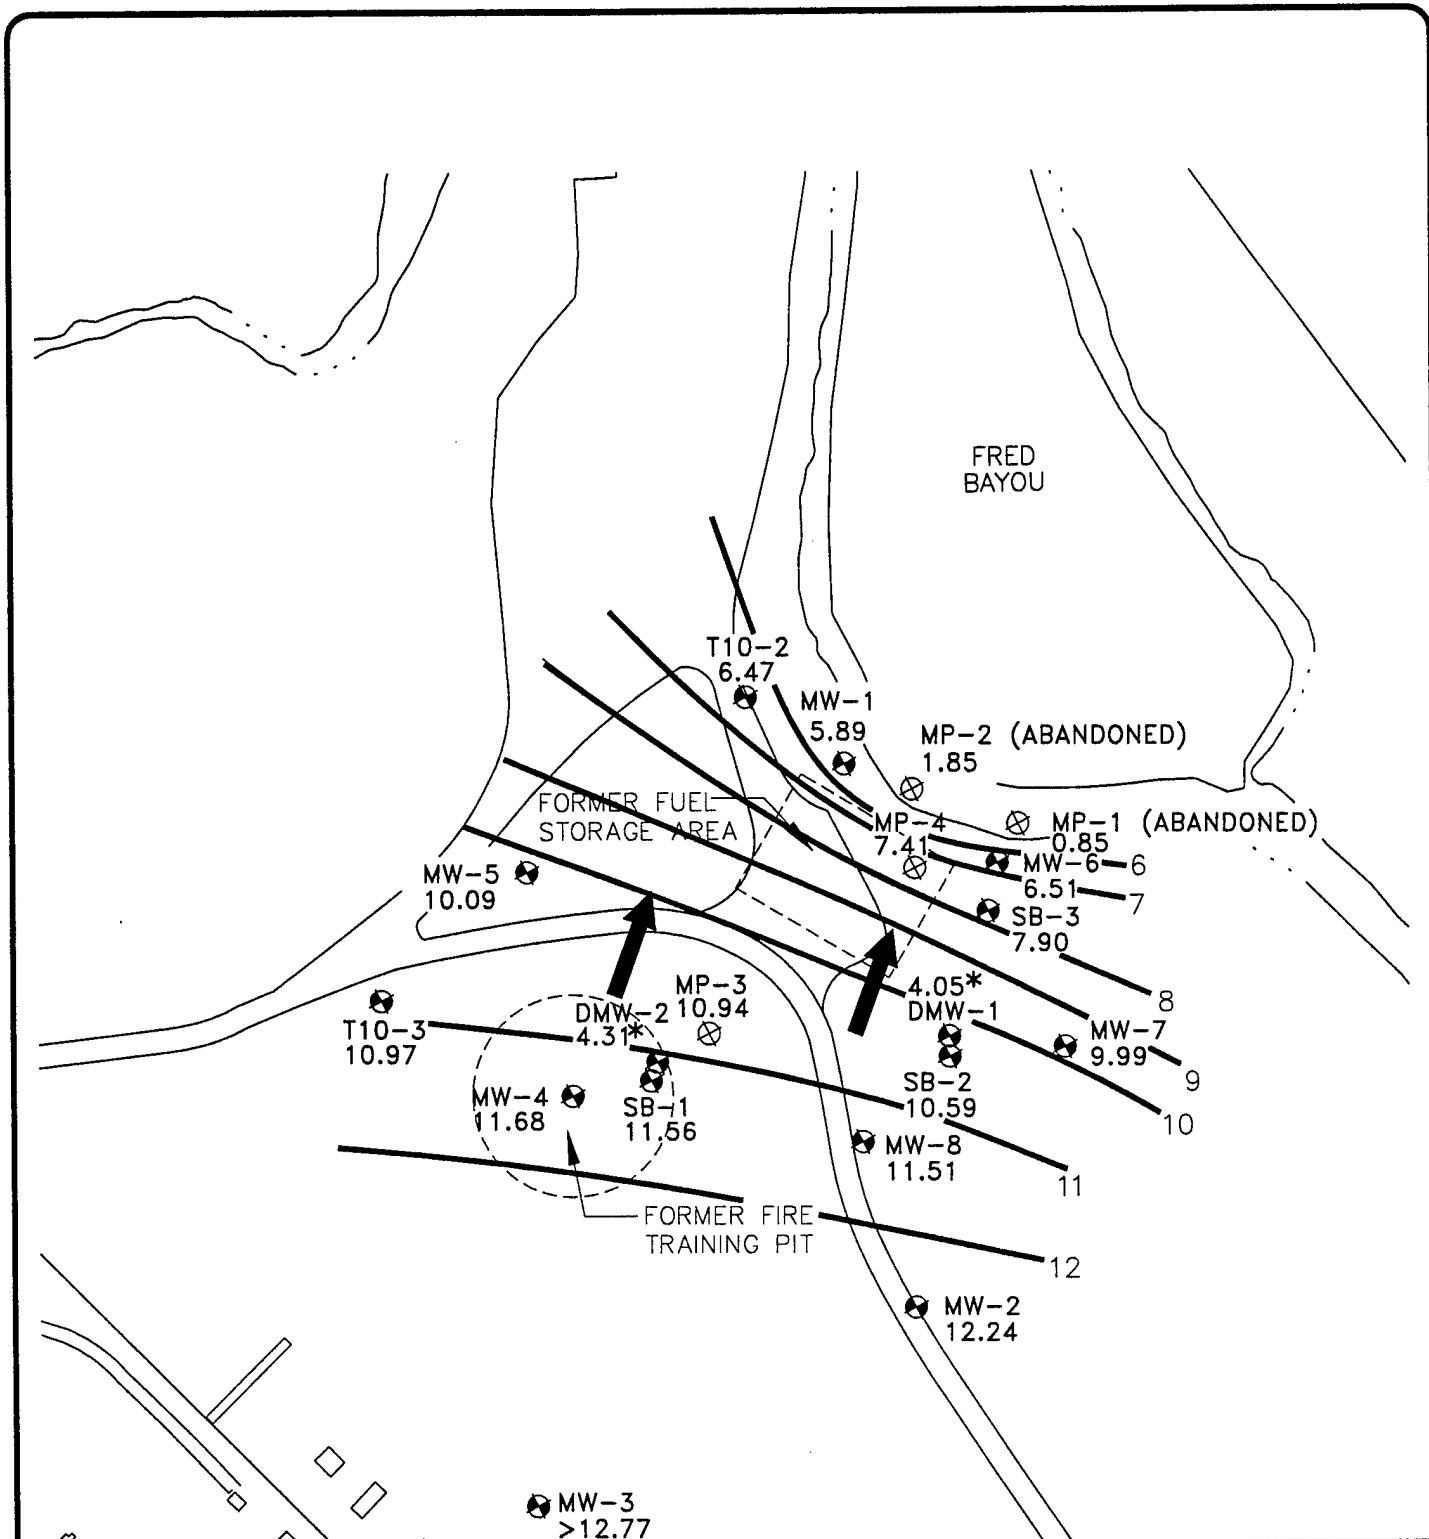 FRED
BAYOU
T10-2
6.47
MW-1
5.89
MP-2 (ABANDONED)
1.85
FORMER FUEL
STORAGE AREA
MP-4
7.41
MP-1 (ABANDONED)
0.85
MW-5
10.09
MW-6
6.51
6
7
SB-3
7.90
8
MP-3
10.94
4.05*
DMW-1
DMW-2
4.31*
T10-3
10.97
MW-7
9.99
9
SB-2
10.59
10
MW-4
11.68
SB-1
11.56
MW-8
11.51
11
FORMER FIRE
TRAINING PIT
12
MW-2
12.24
MW-3
>12.77